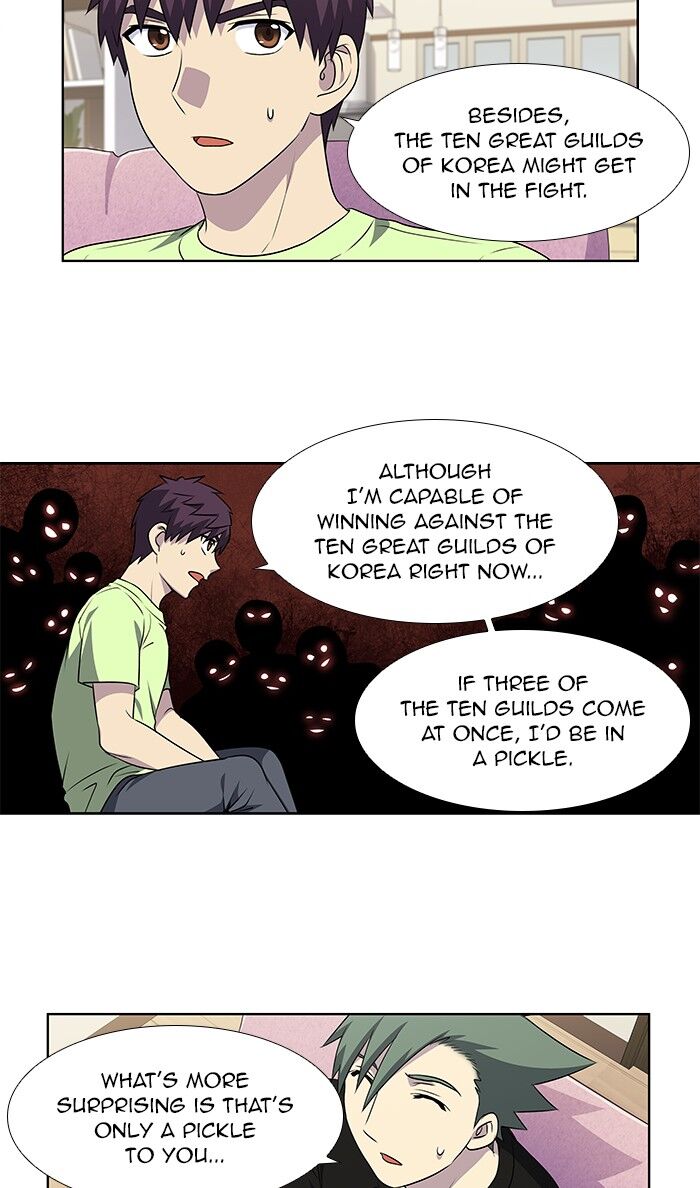 BESIDES,
THE TEN GREAT GUILDS
OF KOREA MIGHT GET
IN THE FIGHT.
ALTHOUGH
I'M CAPABLE OF
WINNING AGAINST THE
TEN GREAT GUILDS OF
KOREA RIGHT NOW...
IF THREE OF
THE TEN GUILDS COME
AT ONCE, I'D BE IN
A PICKLE.
WHAT'S MORE
SURPRISING IS THAT'S
ONLY A PICKLE
TO YOU...